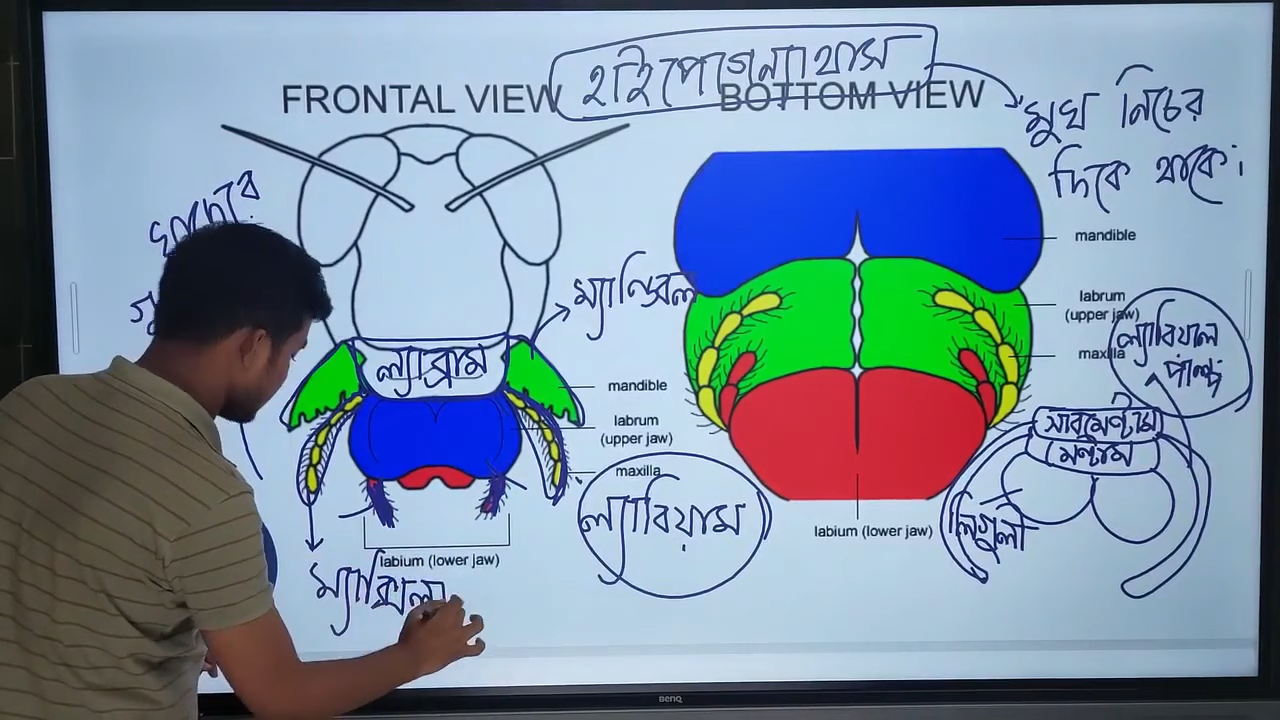 হাইপোগ্নেথাস
FRONTAL VIEW
BOTTOM VIEW
মুখ নিচের
দিকে থাকে।
ম্যান্ডিবল
ল্যাব্রাম
mandible
labrum
(upper jaw)
maxilla
labium (lower jaw)
ম্যাক্সিলা
ল্যাবিয়াম
mandible
labrum
(upper jaw)
maxilla
labium (lower jaw)
ল্যাবিয়াল
পাল্প
সাবমেন্টাম
মেন্টাম
লিগুলা
BenQ